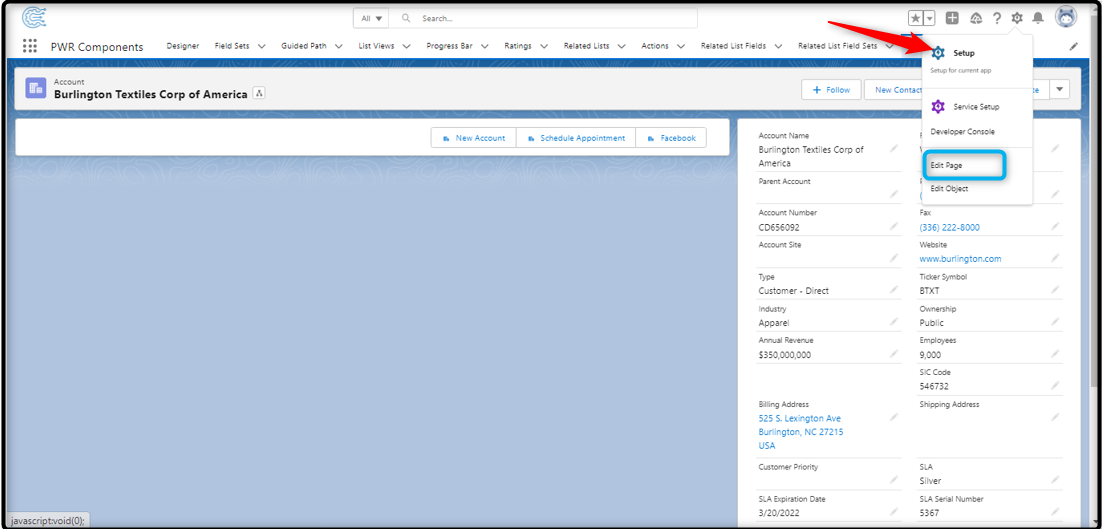 All
Search...
PWR Components
Designer
Field Sets
Guided Path
List Views
Progress Bar
Ratings
Related Lists
Actions
Related List Fields
Related List Field Sets
Setup
Setup for current app
Service Setup
Developer Console
Edit Page
Edit Object
Account
Burlington Textiles Corp of America
+ Follow
New Contact
New Account
Schedule Appointment
Facebook
Account Name
Burlington Textiles Corp of
America
Parent Account
Account Number
Fax
CD656092
(336) 222-8000
Account Site
Website
www.burlington.com
Type
Ticker Symbol
Customer - Direct
BTXT
Industry
Ownership
Apparel
Public
Annual Revenue
Employees
$350,000,000
9,000
SIC Code
546732
Billing Address
Shipping Address
525 S. Lexington Ave
Burlington, NC 27215
USA
Customer Priority
SLA
Silver
SLA Expiration Date
SLA Serial Number
3/20/2022
5367
javascript:void(0);